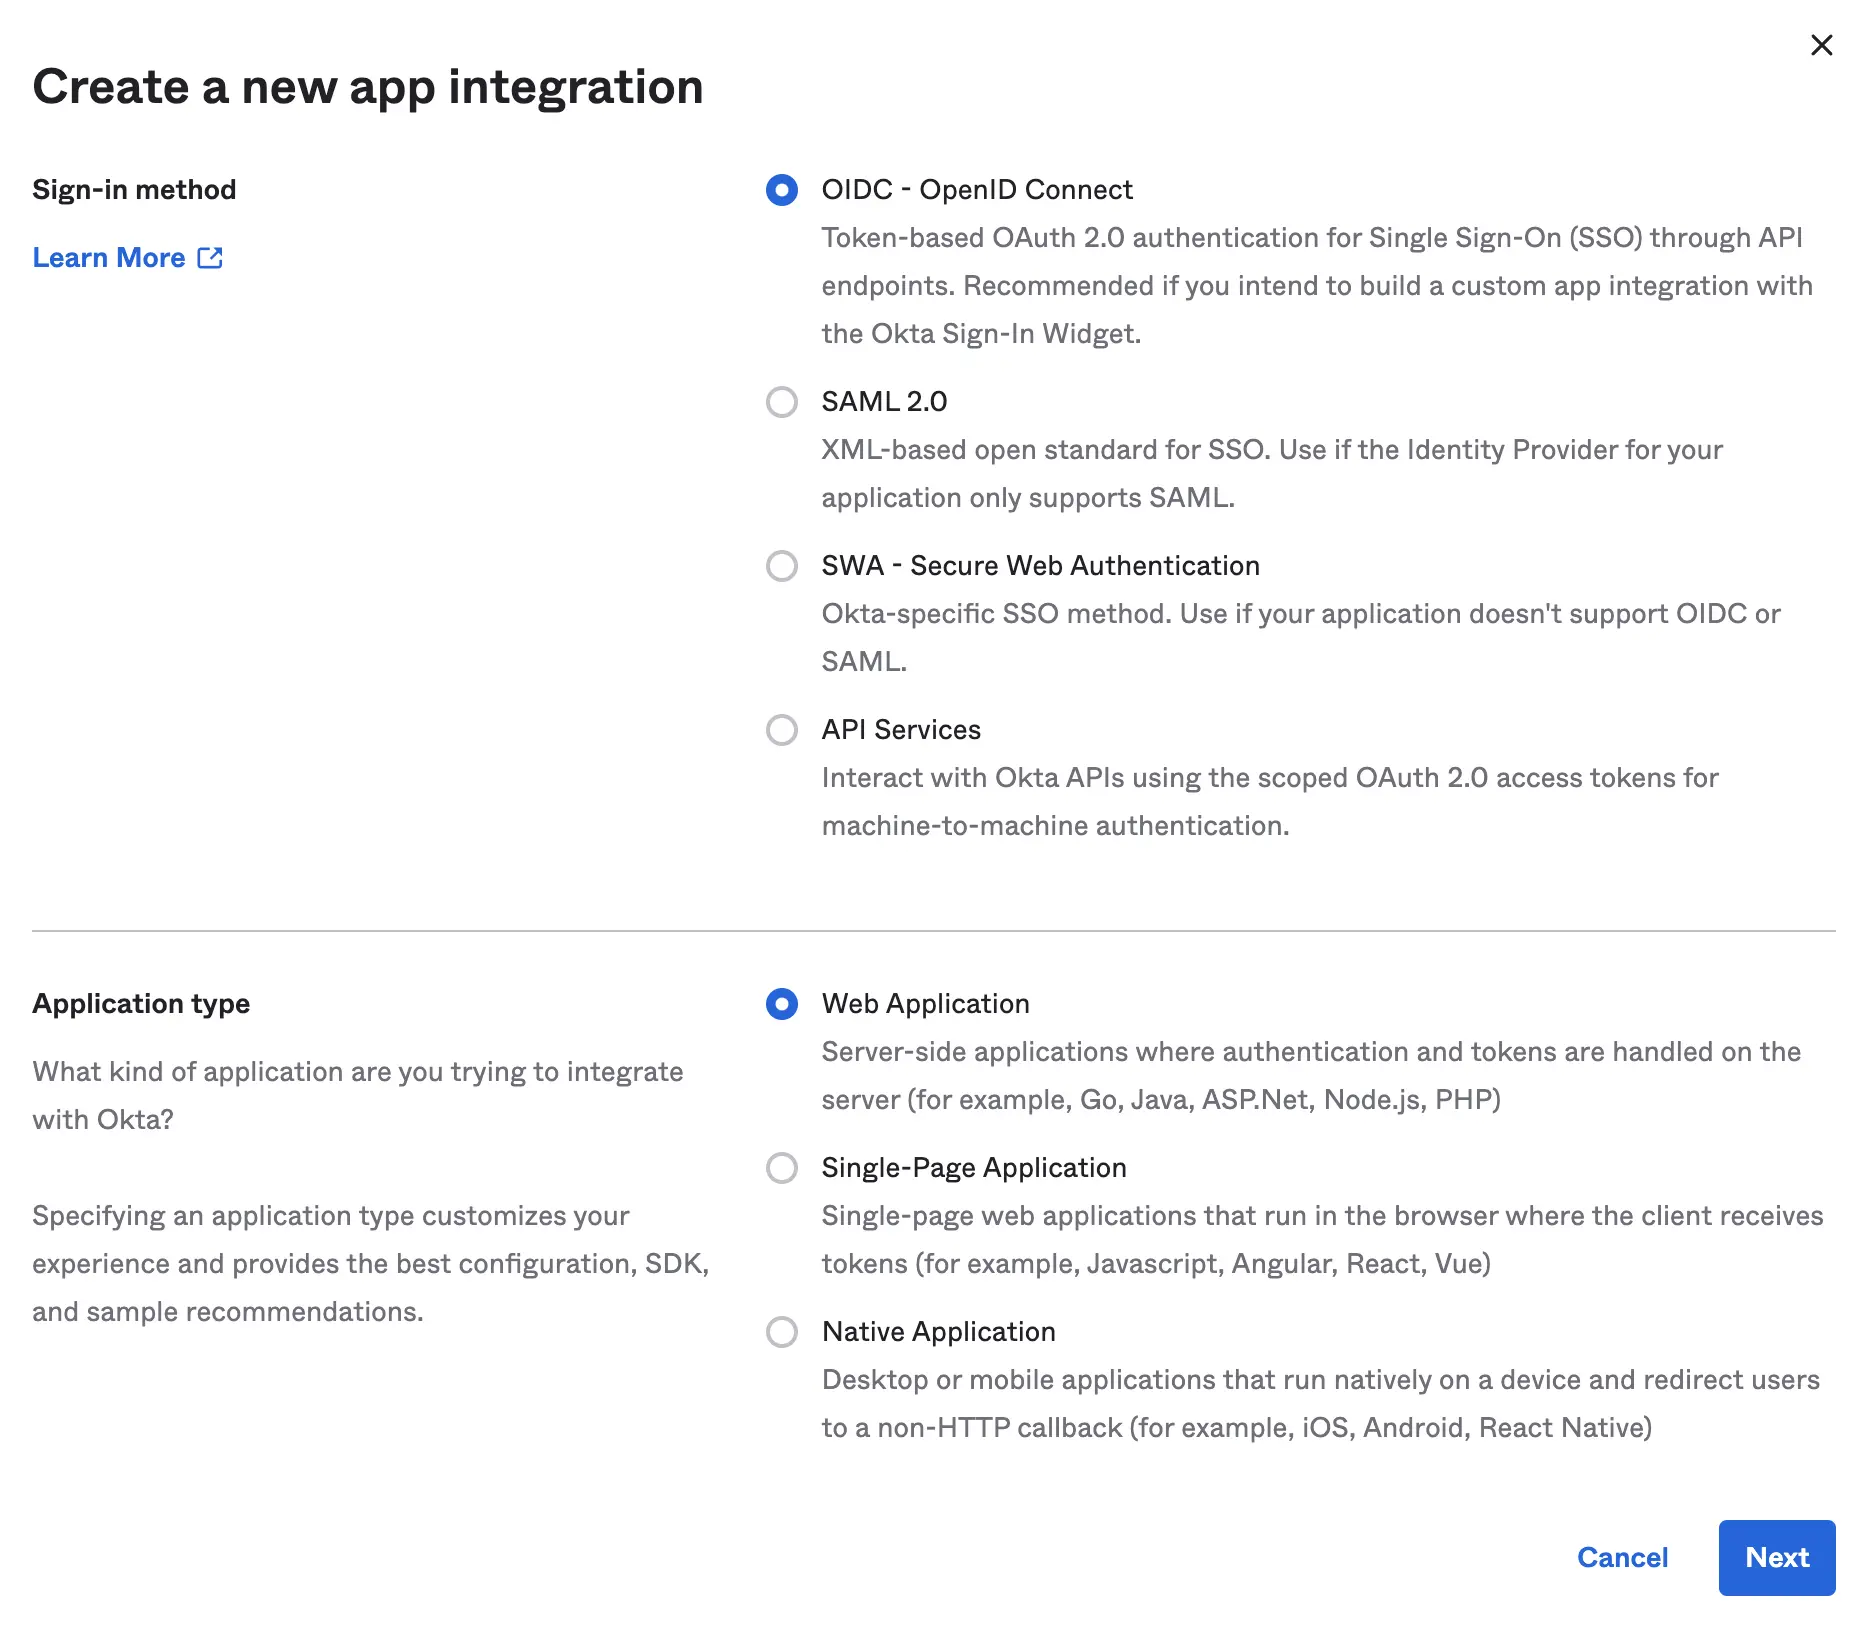 Create a new app integration
Sign-in method
Learn More
OIDC - OpenID Connect
Token-based OAuth 2.0 authentication for Single Sign-On (SSO) through API
endpoints. Recommended if you intend to build a custom app integration with
the Okta Sign-In Widget.
SAML 2.0
XML-based open standard for SSO. Use if the Identity Provider for your
application only supports SAML.
SWA - Secure Web Authentication
Okta-specific SSO method. Use if your application doesn't support OIDC or
SAML.
API Services
Interact with Okta APIs using the scoped OAuth 2.0 access tokens for
machine-to-machine authentication.
Application type
What kind of application are you trying to integrate
with Okta?
Specifying an application type customizes your
experience and provides the best configuration, SDK,
and sample recommendations.
Web Application
Server-side applications where authentication and tokens are handled on the
server (for example, Go, Java, ASP.Net, Node.js, PHP)
Single-Page Application
Single-page web applications that run in the browser where the client receives
tokens (for example, Javascript, Angular, React, Vue)
Native Application
Desktop or mobile applications that run natively on a device and redirect users
to a non-HTTP callback (for example, iOS, Android, React Native)
Cancel
Next